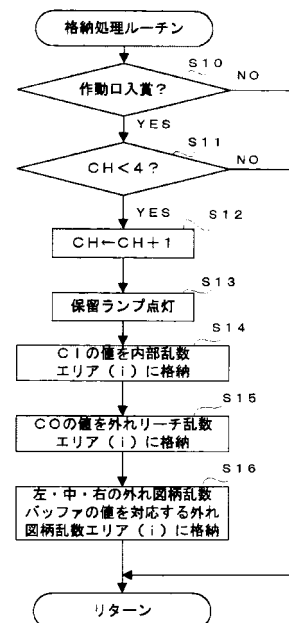 格納処理ルーチン
S10
作動口入賞?
NO
YES
S11
CH<4?
NO
YES
S12
CH←CH+1
S13
保留ランプ点灯
S14
CIの値を内部乱数
エリア(i)に格納
S15
COの値を外れリーチ乱数
エリア(i)に格納
S16
左・中・右の外れ図柄乱数
バッファの値を対応する外れ
図柄乱数エリア(i)に格納
リターン